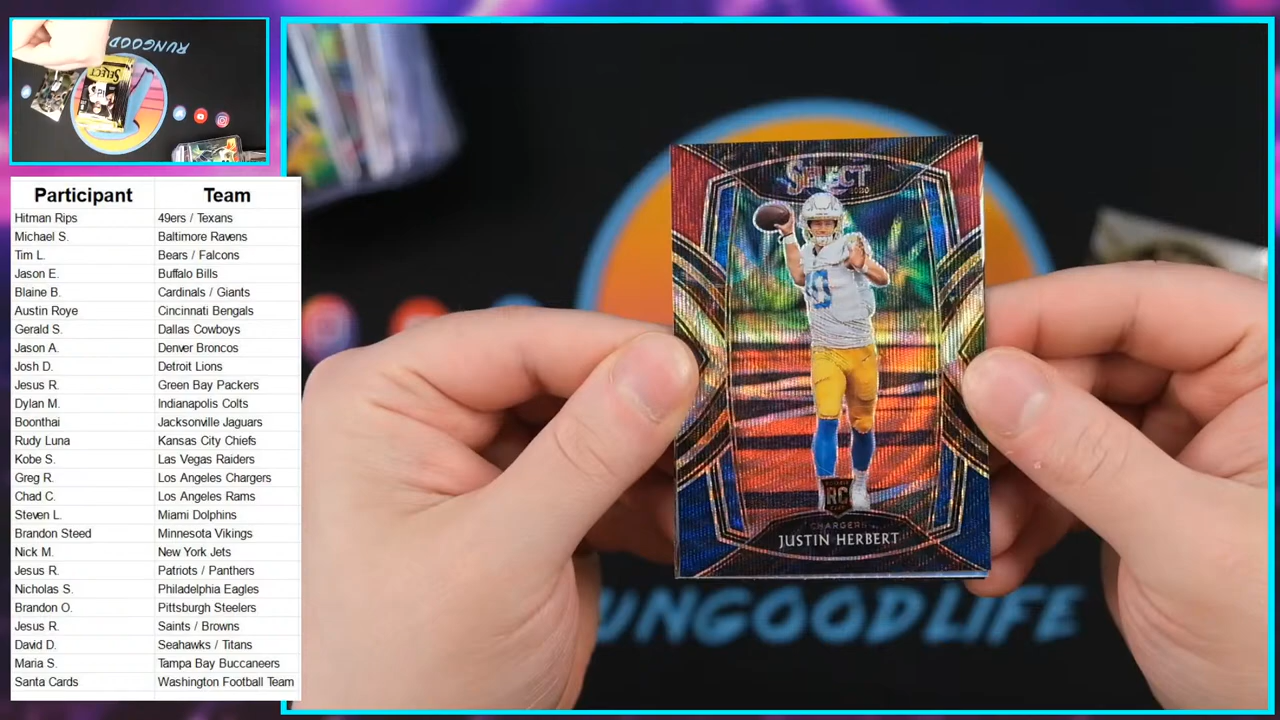 RUNGOOD
SELECT
Participant Team
Hitman Rips 49ers / Texans
Michael S. Baltimore Ravens
Tim L. Bears / Falcons
Jason E. Buffalo Bills
Blaine B. Cardinals / Giants
Austin Roye Cincinnati Bengals
Gerald S. Dallas Cowboys
Jason A. Denver Broncos
Josh D. Detroit Lions
Jesus R. Green Bay Packers
Dylan M. Indianapolis Colts
Boonthai Jacksonville Jaguars
Rudy Luna Kansas City Chiefs
Kobe S. Las Vegas Raiders
Greg R. Los Angeles Chargers
Chad C. Los Angeles Rams
Steven L. Miami Dolphins
Brandon Steed Minnesota Vikings
Nick M. New York Jets
Jesus R. Patriots / Panthers
Nicholas S. Philadelphia Eagles
Brandon O. Pittsburgh Steelers
Jesus R. Saints / Browns
David D. Seahawks / Titans
Maria S. Tampa Bay Buccaneers
Santa Cards Washington Football Team
SELECT
2020
10
RC
CHARGERS
JUSTIN HERBERT
RUNGOODLIFE